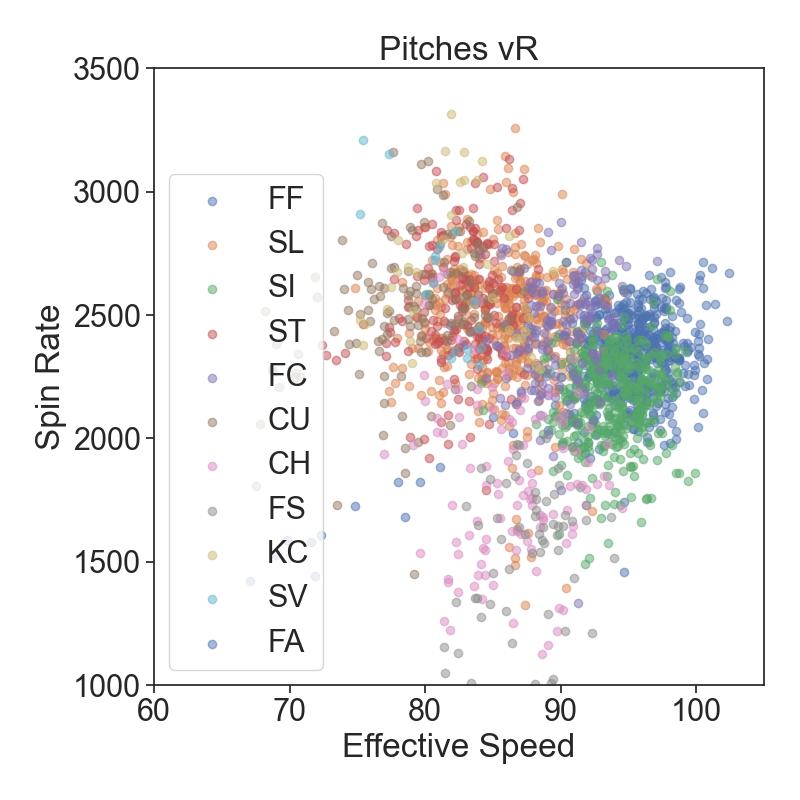 Pitches vR
Spin Rate
3500
3000
2500
2000
1500
1000
FF
SL
SI
ST
FC
CU
CH
FS
KC
SV
FA
60 70 80 90 100
Effective Speed